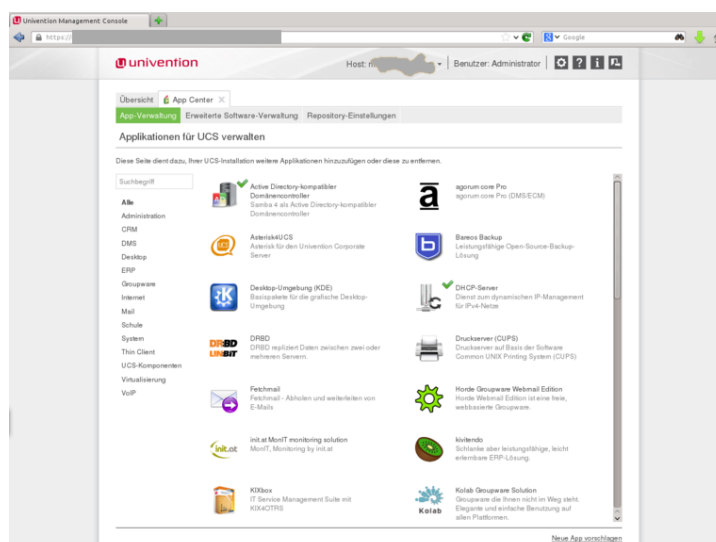 Univention Management Console
https://
Google
univention
Host:
Benutzer: Administrator
Übersicht
App Center
App-Verwaltung
Erweiterte Software-Verwaltung
Repository-Einstellungen
Applikationen für UCS verwalten
Diese Seite dient dazu, Ihrer UCS-Installation weitere Applikationen hinzuzufügen oder diese zu entfernen.
Suchbegriff
Alle
Administration
CRM
DMS
Desktop
ERP
Groupware
Internet
Mail
Schule
System
Thin Client
UCS-Komponenten
Virtualisierung
VoIP
Active Directory-kompatibler
Domänencontroller
Samba 4 als Active Directory-kompatibler
Domänencontroller
a
agorum core Pro
agorum core Pro (DMS/ECM)
Asterisk4UCS
Asterisk für den Univention Corporate
Server
Bareos Backup
Leistungsfähige Open-Source-Backup-
Lösung
Desktop-Umgebung (KDE)
Basispakete für die grafische Desktop-
Umgebung
DHCP-Server
Dienst zum dynamischen IP-Management
für IPv4-Netze
DRBD
LINBIT
DRBD
DRBD repliziert Daten zwischen zwei oder
mehreren Servern.
Druckserver (CUPS)
Druckserver auf Basis der Software
Common UNIX Printing System (CUPS)
Fetchmail
Fetchmail - Abholen und weiterleiten von
E-Mails
Horde Groupware Webmail Edition
Horde Webmail Edition ist eine freie,
webbasierte Groupware.
init.at
init.at MonIT monitoring solution
MonIT, Monitoring by init.at
kivitendo
Schlanke aber leistungsfähige, leicht
erlernbare ERP-Lösung.
KIXbox
IT Service Management Suite mit
KIX4OTRS
Kolab
Kolab Groupware Solution
Groupware die Ihnen nicht im Weg steht.
Elegante und einfache Benutzung auf
allen Plattformen.
Neue App vorschlagen